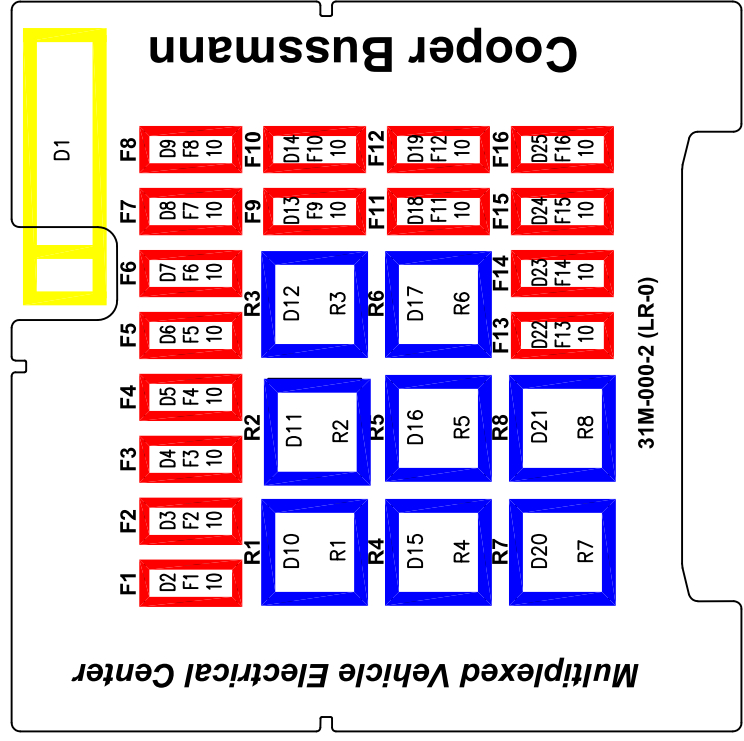 Cooper Bussmann
D1
F8
D9
F8
10
F10
D14
F10
10
F12
D19
F12
10
F16
D25
F16
10
F7
D8
F7
10
F9
D13
F9
10
F11
D18
F11
10
F15
D24
F15
10
F6
D7
F6
10
R3
D12
R3
R6
D17
R6
F14
D23
F14
10
F5
D6
F5
10
F13
D22
F13
10
F4
D5
F4
10
R2
D11
R2
R5
D16
R5
R8
D21
R8
F3
D4
F3
10
F2
D3
F2
10
R1
D10
R1
R4
D15
R4
R7
D20
R7
F1
D2
F1
10
31M-000-2 (LR-0)
Multiplexed Vehicle Electrical Center